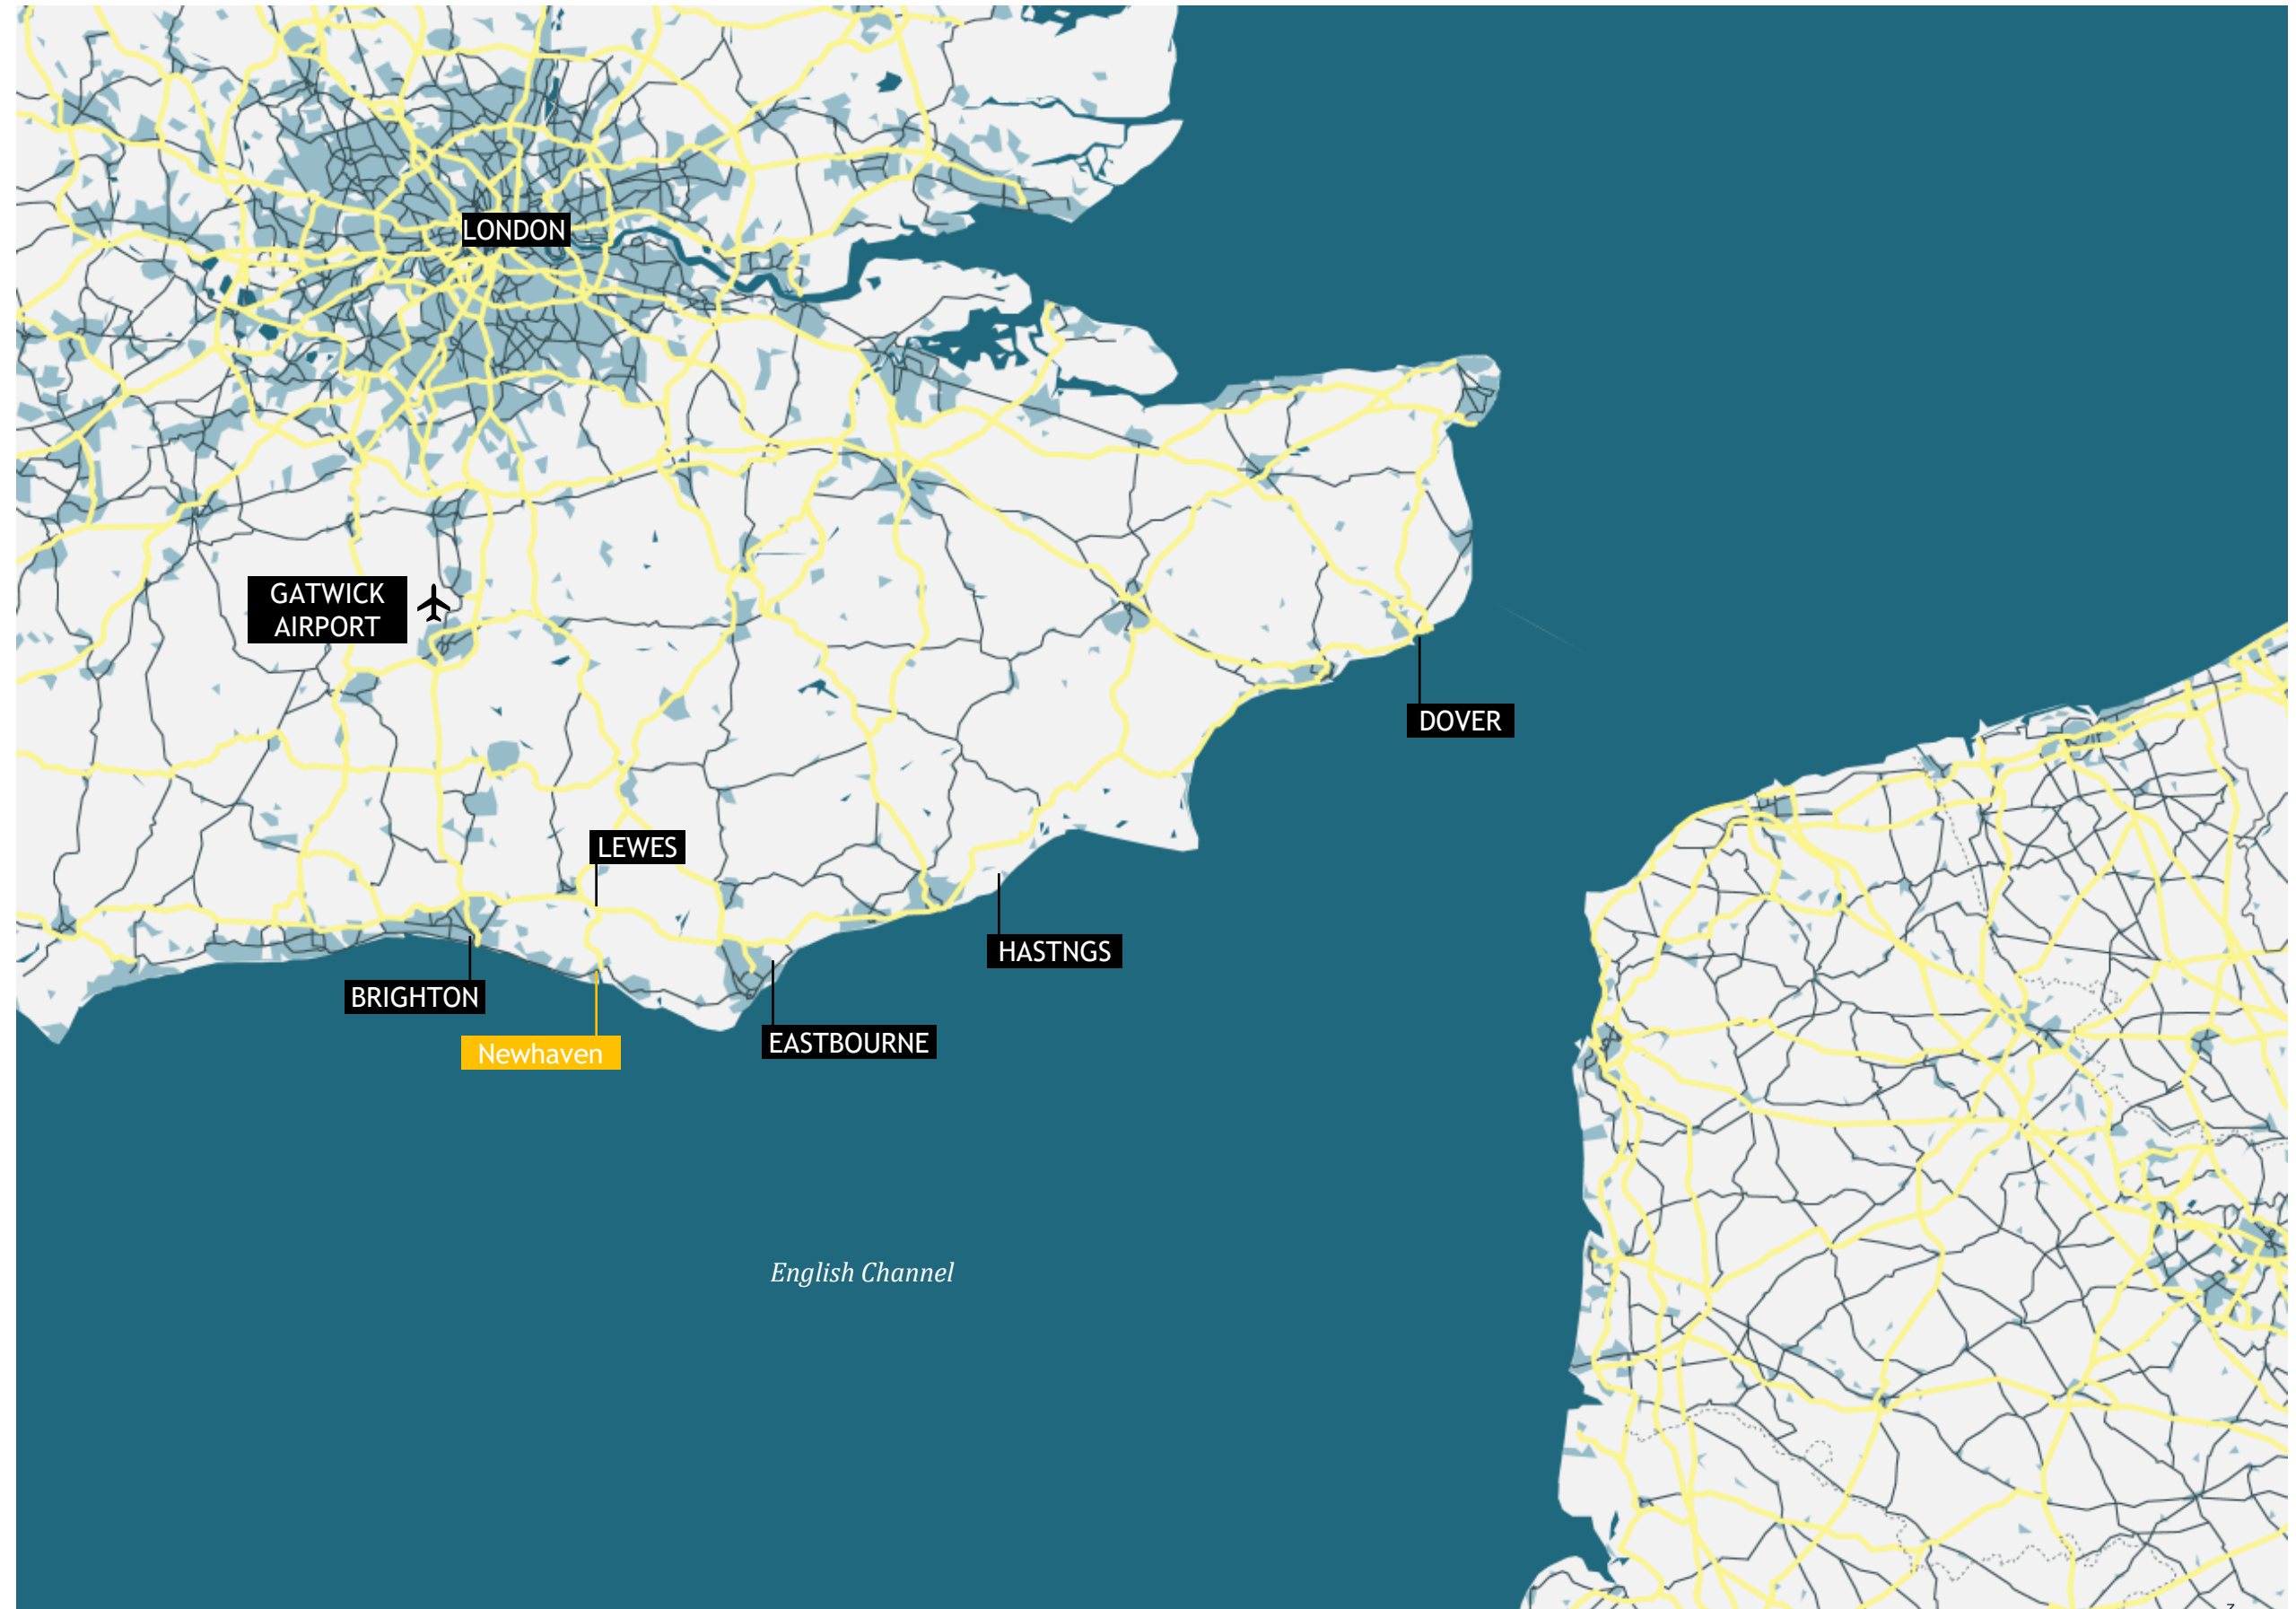 LONDON
GATWICK
AIRPORT
DOVER
LEWES
HASTNGS
BRIGHTON
EASTBOURNE
Newhaven
English Channel